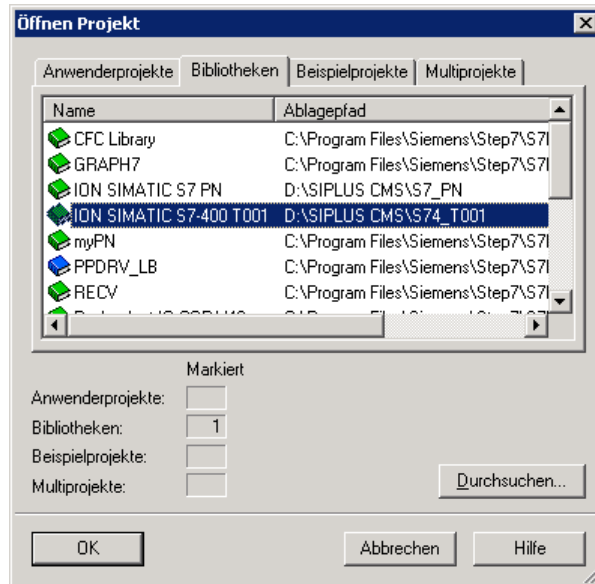 Öffnen Projekt
Anwenderprojekte Bibliotheken Beispielprojekte Multiprojekte
Name Ablagepfad
CFC Library C:\Program Files\Siemens\Step7\S7
GRAPH7 C:\Program Files\Siemens\Step7\S7
ION SIMATIC S7 PN D:\SIPLUS CMS\S7_PN
ION SIMATIC S7-400 T001 D:\SIPLUS CMS\S74_T001
myPN C:\Program Files\Siemens\Step7\S7
PPDRV_LB C:\Program Files\Siemens\Step7\S7
RECV C:\Program Files\Siemens\Step7\S7
Markiert
Anwenderprojekte:
Bibliotheken: 1
Beispielprojekte:
Multiprojekte:
Durchsuchen...
OK Abbrechen Hilfe